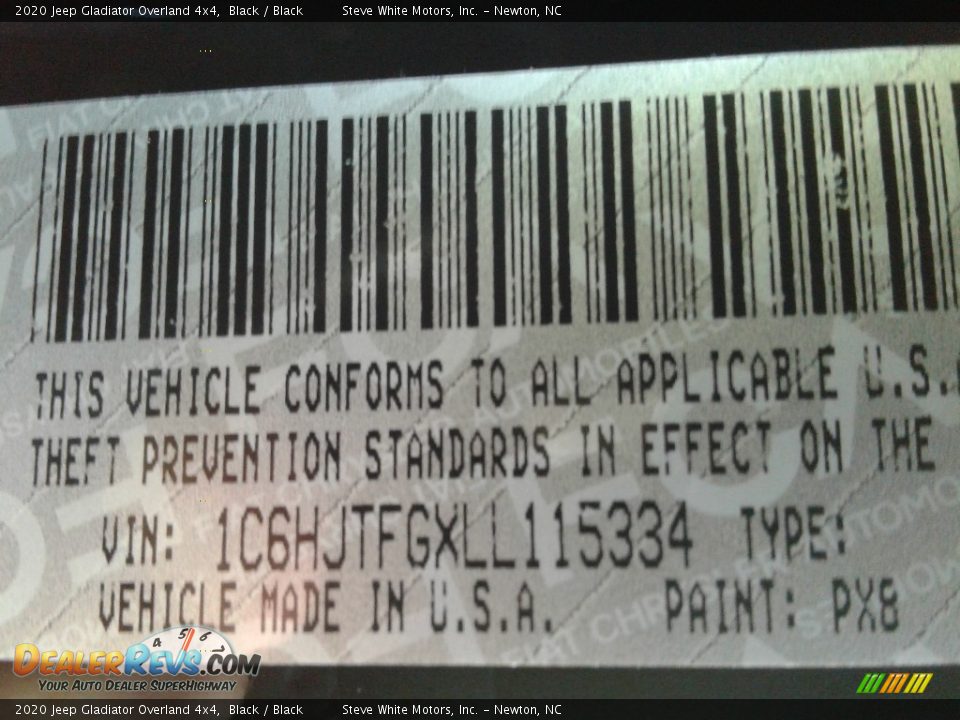 2020 Jeep Gladiator Overland 4x4, Black / Black Steve White Motors, Inc. – Newton, NC
THIS VEHICLE CONFORMS TO ALL APPLICABLE U.S.
THEFT PREVENTION STANDARDS IN EFFECT ON THE
VIN: 1C6HJTFGXLL115334 TYPE:
VEHICLE MADE IN U.S.A. PAINT: PX8
DEALERREVS.COM
YOUR AUTO DEALER SUPERHIGHWAY
2020 Jeep Gladiator Overland 4x4, Black / Black Steve White Motors, Inc. – Newton, NC